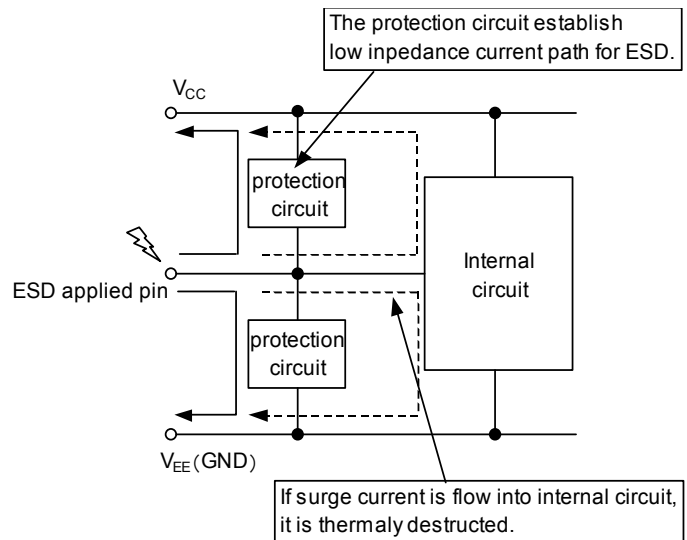 The protection circuit establish
low inpedance current path for ESD.
VCC
protection
circuit
Internal
circuit
ESD applied pin
protection
circuit
VEE(GND)
If surge current is flow into internal circuit,
it is thermaly destructed.